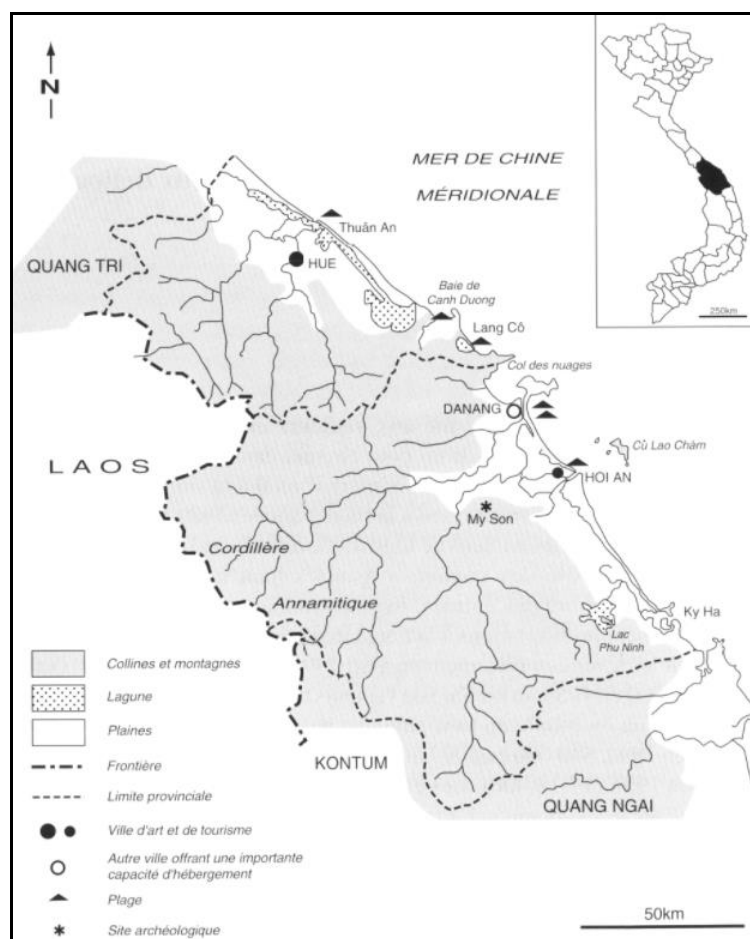 N
MER DE CHINE
MÉRIDIONALE
250km
Thuân An
QUANG TRI
HUE
Baie de
Canh Duong
Lang Cô
Col des nuages
DANANG
Cù Lao Chàm
LAOS
HOI AN
My Son
Cordillère
Annamitique
Ky Ha
Lac
Phu Ninh
Collines et montagnes
Lagune
Plaines
Frontière
KONTUM
Limite provinciale
QUANG NGAI
Ville d'art et de tourisme
Autre ville offrant une importante
capacité d'hébergement
Plage
50km
Site archéologique